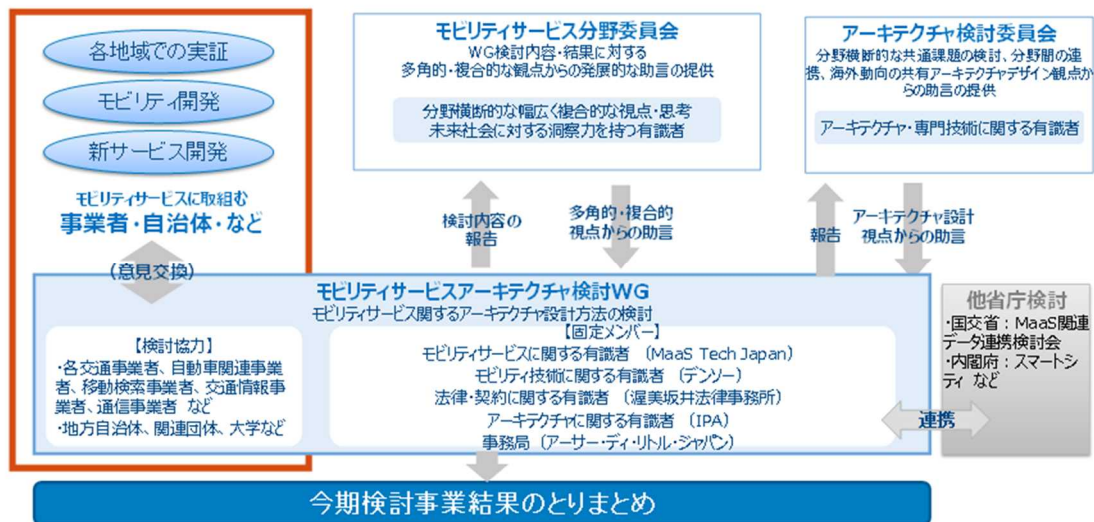 各地域での実証
モビリティ開発
新サービス開発
モビリティサービスに取組む
事業者・自治体・など
(意見交換)
モビリティサービス分野委員会
WG検討内容・結果に対する
多角的・複合的な観点からの発展的な助言の提供
分野横断的な幅広く複合的な視点・思考
未来社会に対する洞察力を持つ有識者
アーキテクチャ検討委員会
分野横断的な共通課題の検討、分野間の連
携、海外動向の共有アーキテクチャデザイン観点か
らの助言の提供
アーキテクチャ・専門技術に関する有識者
検討内容の
報告
多角的・複合的
視点からの助言
報告
アーキテクチャ設計
視点からの助言
モビリティサービスアーキテクチャ検討WG
モビリティサービス関するアーキテクチャ設計方法の検討
【検討協力】
・各交通事業者、自動車関連事業
者、移動検索事業者、交通情報事
業者、通信事業者 など
・地方自治体、関連団体、大学など
【固定メンバー】
モビリティサービスに関する有識者 (MaaS Tech Japan)
モビリティ技術に関する有識者 (デンソー)
法律・契約に関する有識者 (渥美坂井法律事務所)
アーキテクチャに関する有識者 (IPA)
事務局 (アーサー・ディ・リトル・ジャパン)
他省庁検討
・国交省：MaaS関連
データ連携検討会
・内閣府：スマートシ
ティ など
連携
今期検討事業結果のとりまとめ